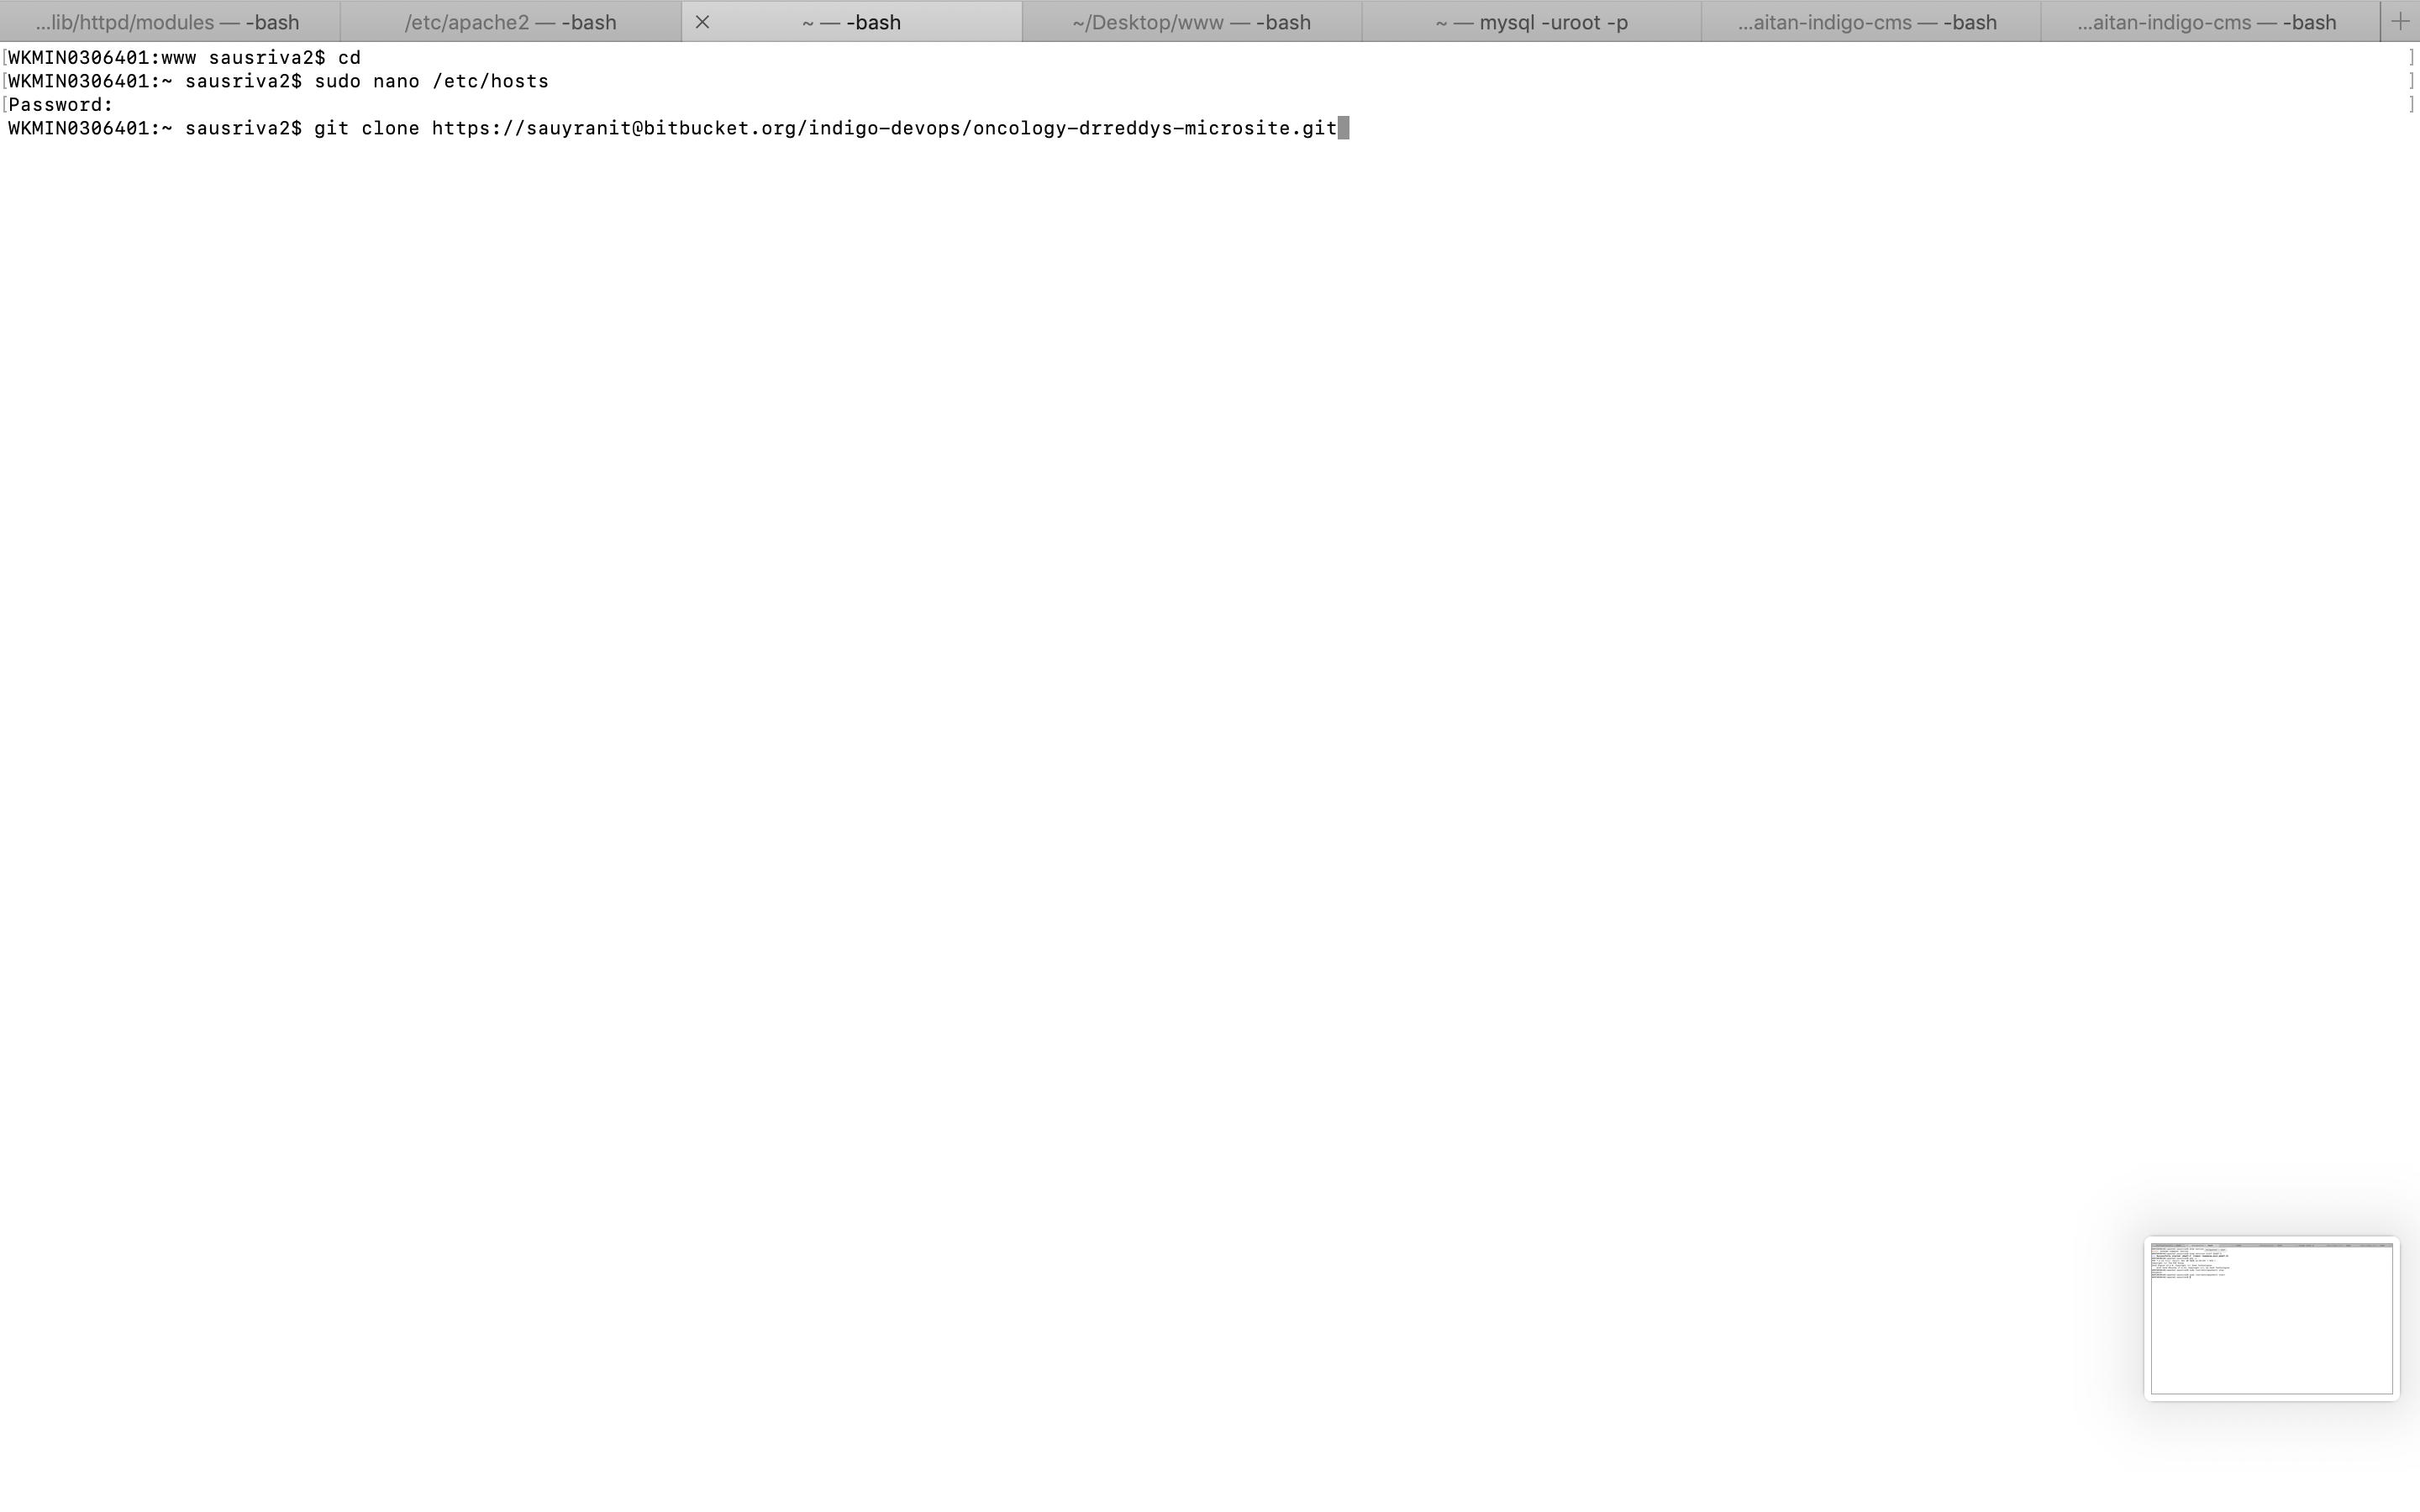 ...lib/httpd/modules — -bash
/etc/apache2 — -bash
~ — -bash
~/Desktop/www — -bash
~ — mysql -uroot -p
...aitan-indigo-cms — -bash
...aitan-indigo-cms — -bash
[WKMIN0306401:www sausriva2$ cd ]
[WKMIN0306401:~ sausriva2$ sudo nano /etc/hosts ]
[Password: ]
WKMIN0306401:~ sausriva2$ git clone https://sauyranit@bitbucket.org/indigo-devops/oncology-drreddys-microsite.git